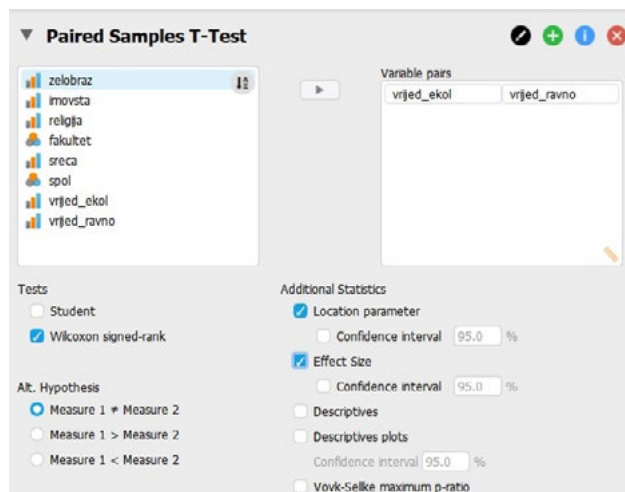 Paired Samples T-Test
zelobraz
imovsta
religija
fakultet
sreca
spol
vrijed_ekol
vrijed_ravno
Variable pairs
vrijed_ekol vrijed_ravno
Tests
Student
Wilcoxon signed-rank
Alt. Hypothesis
Measure 1 ≠ Measure 2
Measure 1 > Measure 2
Measure 1 < Measure 2
Additional Statistics
Location parameter
Confidence interval 95.0 %
Effect Size
Confidence interval 95.0 %
Descriptives
Descriptives plots
Confidence interval 95.0 %
Vovk-Sellke maximum p-ratio